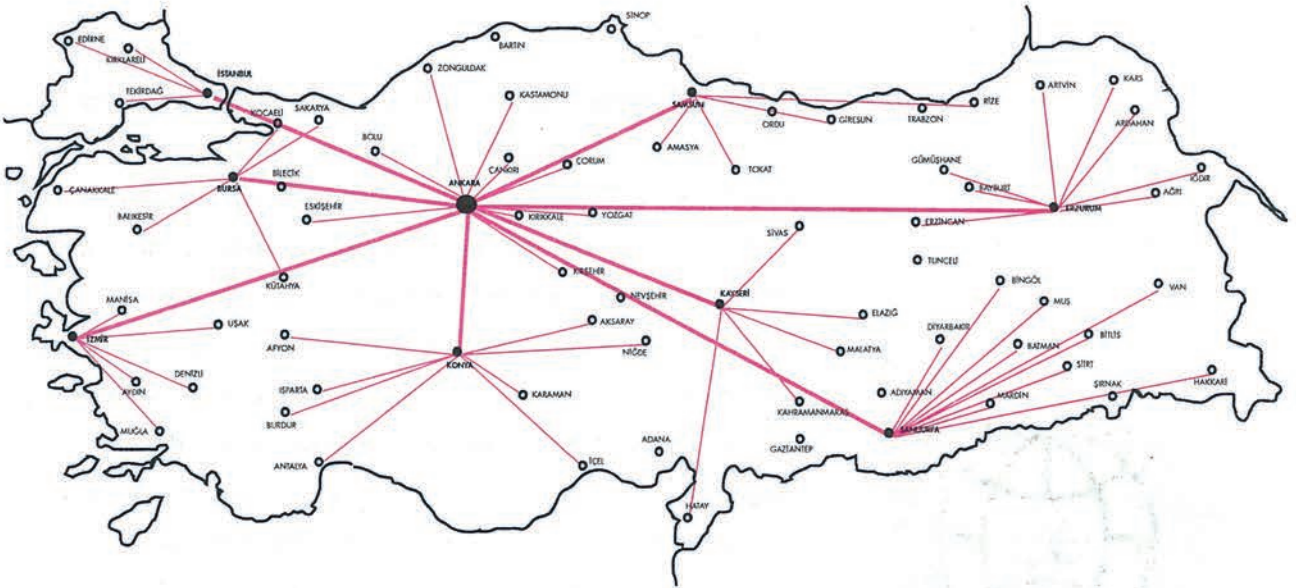 SİNOP
EDİRNE
BARTIN
KIRKLARELİ
ZONGULDAK
İSTANBUL
KARS
ARTVİN
KASTAMONU
TEKİRDAĞ
RİZE
SAMSUN
SAKARYA
KOCAELİ
TRABZON
GİRESUN
ORDU
ARDAHAN
BOLU
AMASYA
ÇORUM
GÜMÜŞHANE
ÇANKIRI
TOKAT
BİLECİK
ANKARA
IĞDIR
BAYBURT
BURSA
ÇANAKKALE
AĞRI
ERZURUM
KIRIKKALE
YOZGAT
ESKİŞEHİR
ERZİNCAN
BALIKESİR
SİVAS
TUNCELİ
KIRŞEHİR
BİNGÖL
KÜTAHYA
VAN
KAYSERİ
NEVŞEHİR
MUŞ
MANİSA
ELAZIĞ
AKSARAY
UŞAK
DİYARBAKIR
BİTLİS
İZMİR
BATMAN
AFYON
MALATYA
NİĞDE
KONYA
SİİRT
DENİZLİ
ŞIRNAK
HAKKARİ
ISPARTA
AYDIN
ADIYAMAN
KARAMAN
MARDİN
KAHRAMANMARAŞ
BURDUR
MUĞLA
ŞANLIURFA
ADANA
GAZİANTEP
ANTALYA
İÇEL
HATAY